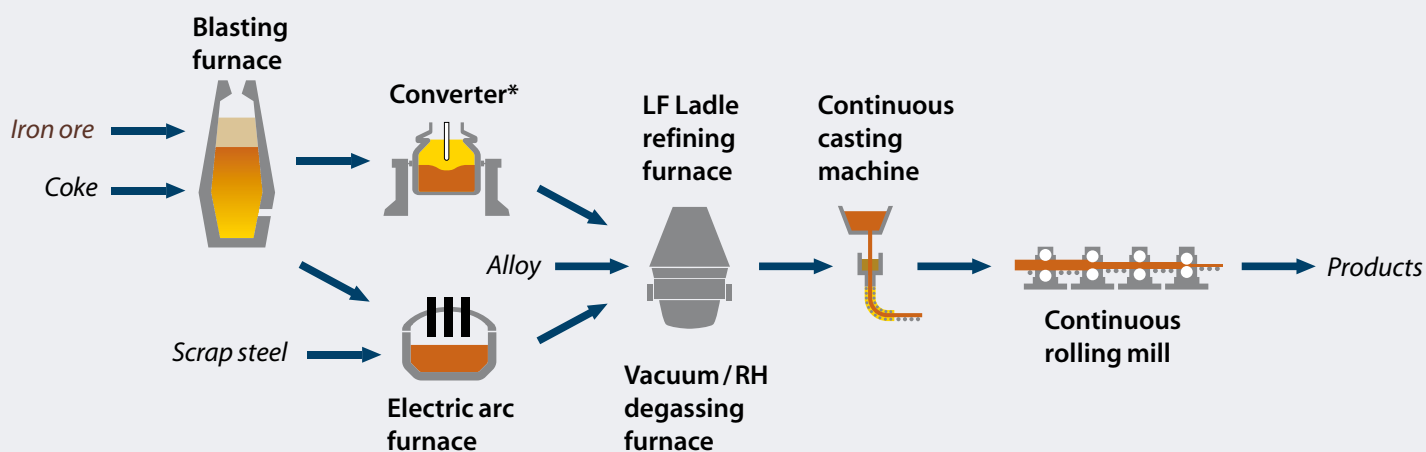 Blasting
furnace
Iron ore
Coke
Converter*
Scrap steel
Electric arc
furnace
Alloy
LF Ladle
refining
furnace
Vacuum / RH
degassing
furnace
Continuous
casting
machine
Continuous
rolling mill
Products